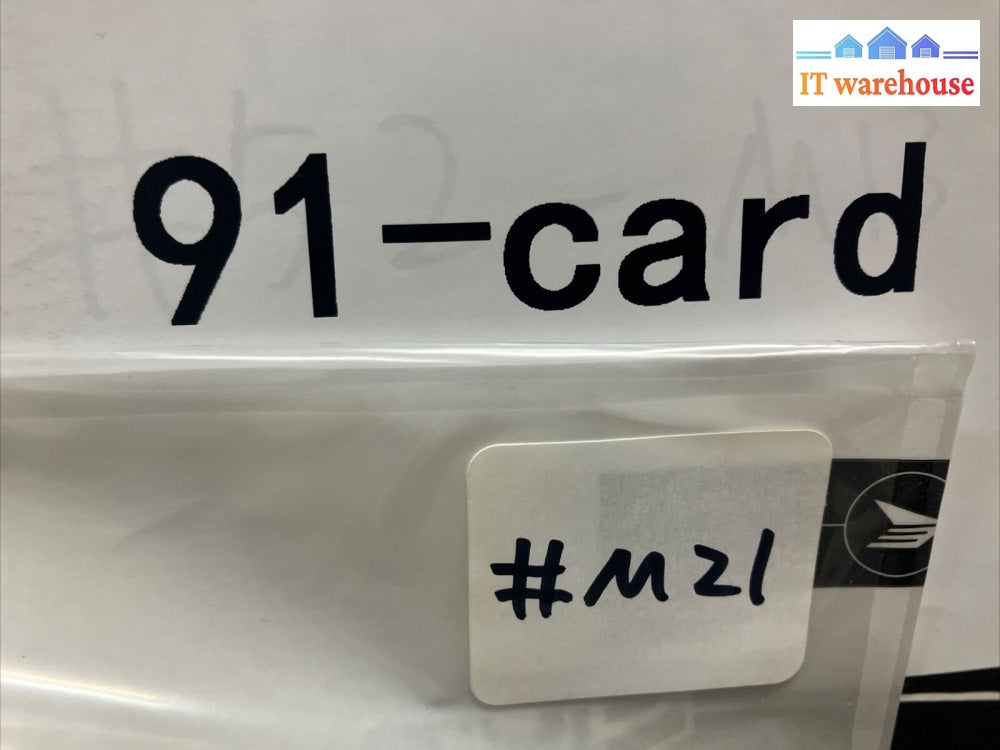 IT warehouse
91-card
#M21